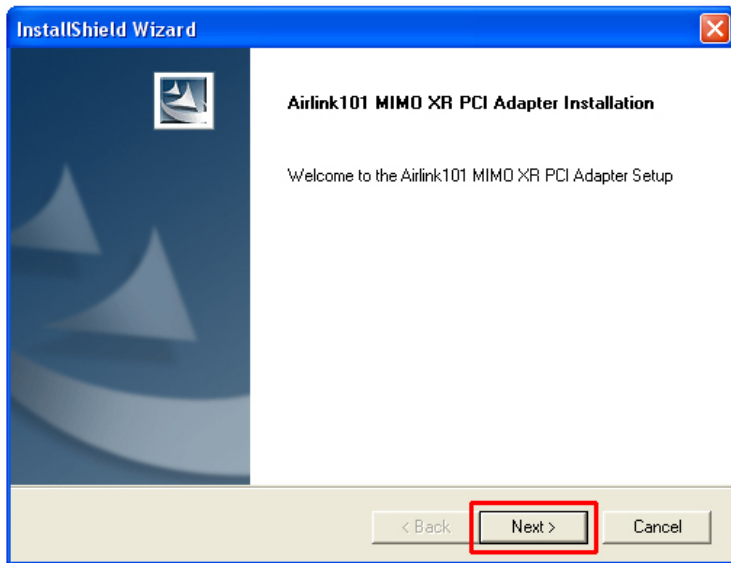 InstallShield Wizard
Airlink101 MIMO XR PCI Adapter Installation
Welcome to the Airlink101 MIMO XR PCI Adapter Setup
< Back Next > Cancel